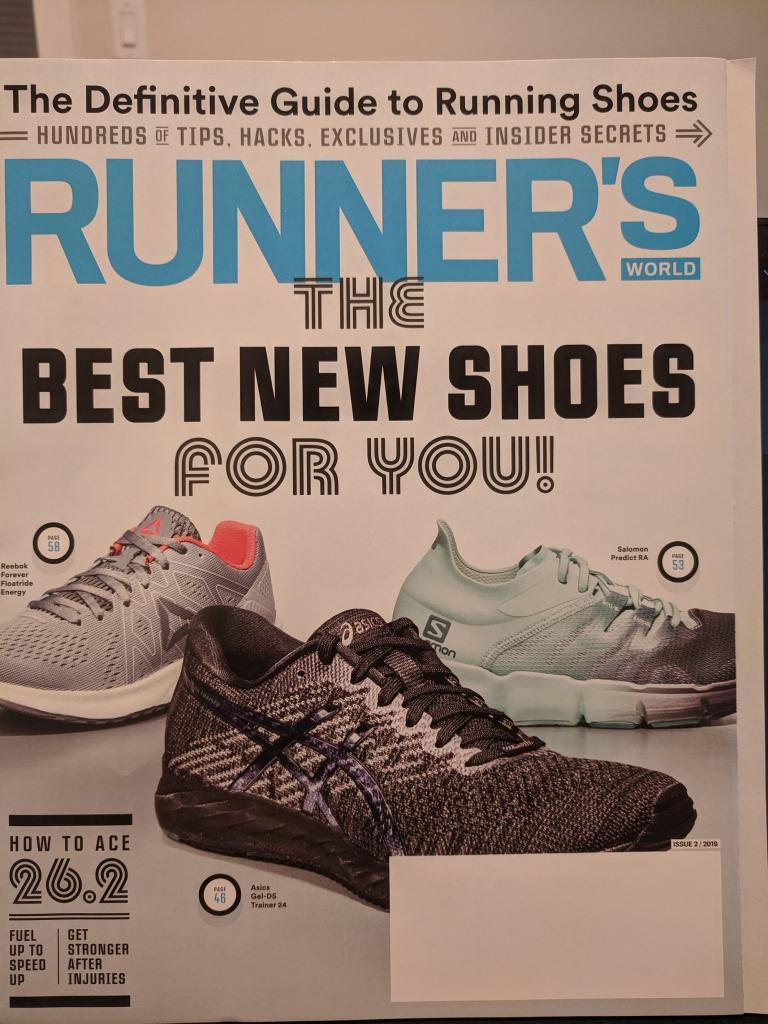 The Definitive Guide to Running Shoes
HUNDREDS OF TIPS, HACKS, EXCLUSIVES AND INSIDER SECRETS
RUNNER'S
WORLD
THE
BEST NEW SHOES
FOR YOU!
PAGE
58
Reebok
Forever
Floatride
Energy
Salomon
Predict RA
PAGE
53
asics
S
mon
ISSUE 2 / 2019
HOW TO ACE
26.2
FUEL
UP TO
SPEED
UP
GET
STRONGER
AFTER
INJURIES
PAGE
46
Asics
Gel-DS
Trainer 24